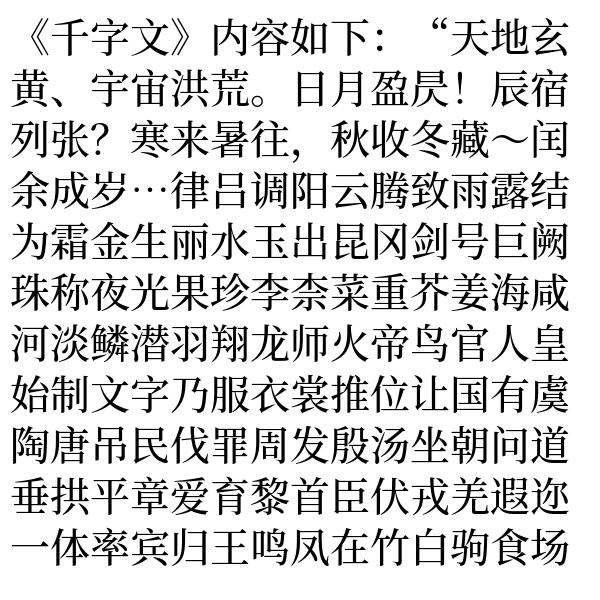 《千字文》内容如下：“天地玄
黄、宇宙洪荒。日月盈昃！辰宿
列张？寒来暑往，秋收冬藏～闰
余成岁…律吕调阳云腾致雨露结
为霜金生丽水玉出昆冈剑号巨阙
珠称夜光果珍李柰菜重芥姜海咸
河淡鳞潜羽翔龙师火帝鸟官人皇
始制文字乃服衣裳推位让国有虞
陶唐吊民伐罪周发殷汤坐朝问道
垂拱平章爱育黎首臣伏戎羌遐迩
一体率宾归王鸣凤在竹白驹食场